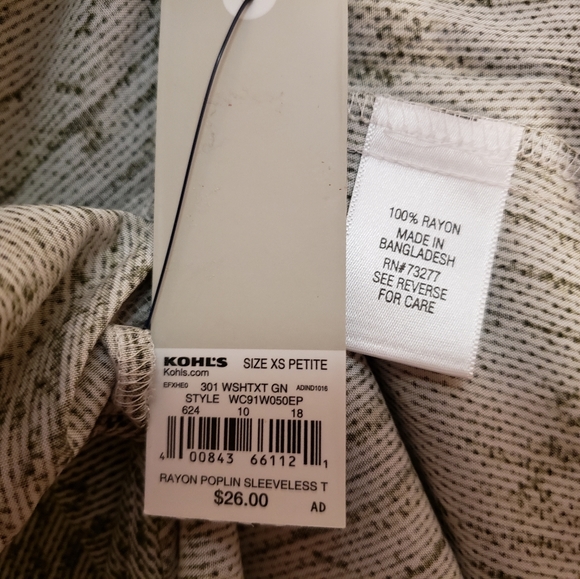 KOHL'S SIZE XS PETITE
Kohls.com
EFXHE0 301 WSHTXT GN ADIND1016
STYLE WC91W050EP
624 10 18
4 00843 66112 1
RAYON POPLIN SLEEVELESS T
$26.00 AD
100% RAYON
MADE IN
BANGLADESH
RN#73277
SEE REVERSE
FOR CARE